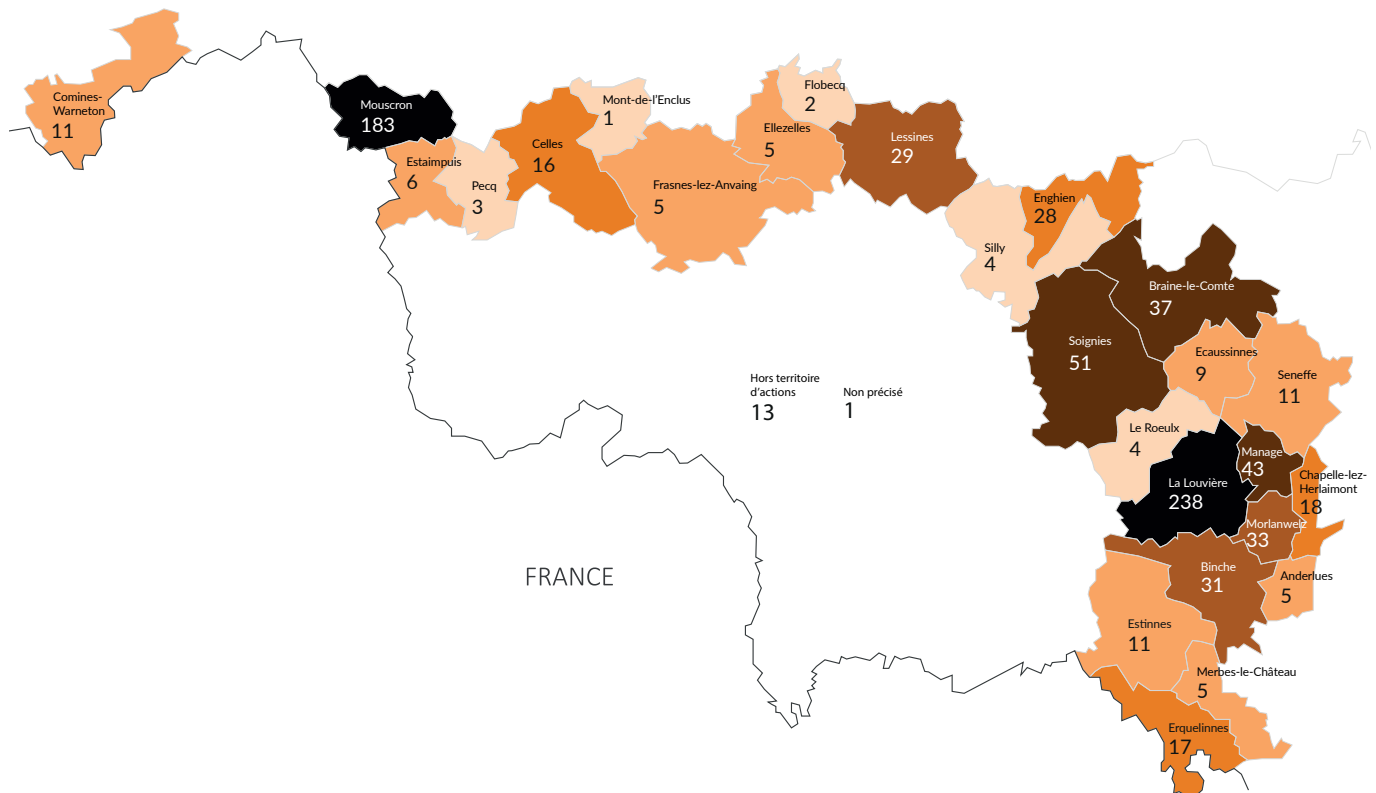 Comines-
Warneton
11
Mouscron
183
Estaimpuis
6
Pecq
3
Celles
16
Mont-de-l'Enclus
1
Frasnes-lez-Anvaing
5
Ellezelles
5
Flobecq
2
Lessines
29
Silly
4
Enghien
28
Braine-le-Comte
37
Soignies
51
Ecaussinnes
9
Seneffe
11
Hors territoire
d'actions
13
Non précisé
1
Le Roeulx
4
La Louvière
238
Manage
43
Chapelle-lez-
Herlaimont
18
Morlanwelz
33
Binche
31
Anderlues
5
FRANCE
Estinnes
11
Merbes-le-Château
5
Erquelinnes
17